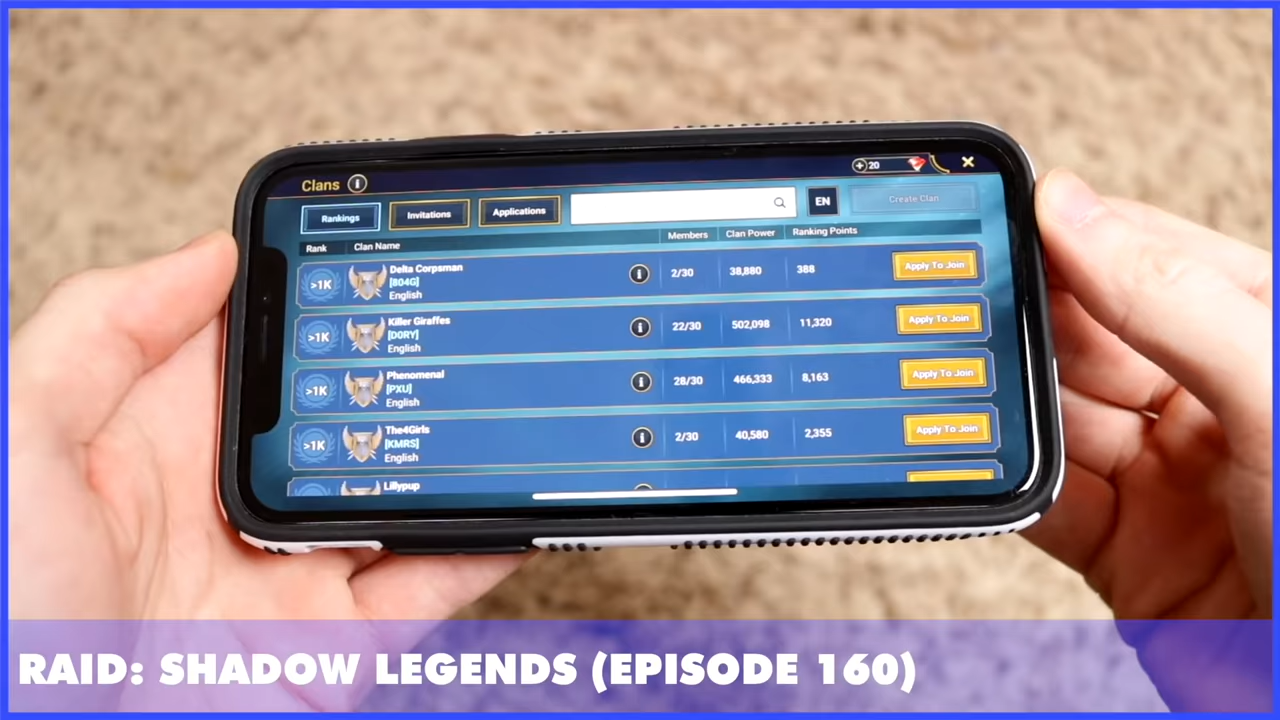 Clans i
20
Rankings Invitations Applications EN Create Clan
Rank Clan Name Members Clan Power Ranking Points
>1K Delta Corpsman i 2/30 38,880 388 Apply To Join
[804G]
English
>1K Killer Giraffes i 22/30 502,098 11,320 Apply To Join
[D0RY]
English
>1K Phenomenal i 28/30 466,333 8,163 Apply To Join
[PXU]
English
>1K The4Girls i 2/30 40,580 2,355 Apply To Join
[KMRS]
English
Lillypup
RAID: SHADOW LEGENDS (EPISODE 160)